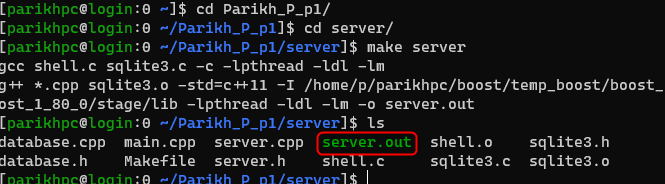 [parikhpc@login:0 ~]$ cd Parikh_P_p1/
[parikhpc@login:0 ~/Parikh_P_p1]$ cd server/
[parikhpc@login:0 ~/Parikh_P_p1/server]$ make server
gcc shell.c sqlite3.o -c -lpthread -ldl -lm
g++ *.cpp sqlite3.o -std=c++11 -I /home/p/parikhpc/boost/temp_boost/boost_
ost_1_80_0/stage/lib -lpthread -ldl -lm -o server.out
[parikhpc@login:0 ~/Parikh_P_p1/server]$ ls
database.cpp main.cpp server.cpp server.out shell.o sqlite3.h
database.h Makefile server.h shell.c sqlite3.c sqlite3.o
[parikhpc@login:0 ~/Parikh_P_p1/server]$